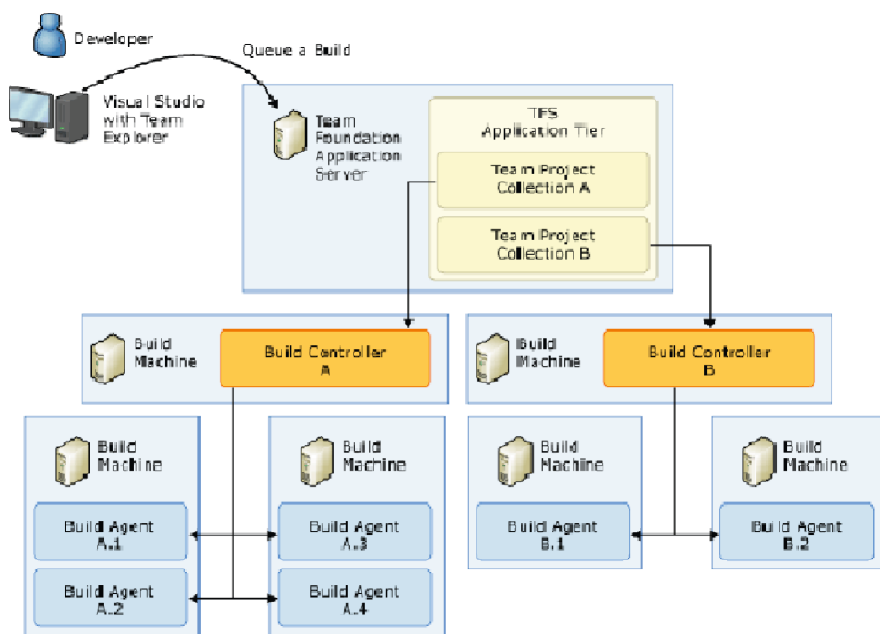 Developer
Queue a Build
Visual Studio
with Team
Explorer
Team
Foundation
Application
Server
TFS
Application Tier
Team Project
Collection A
Team Project
Collection B
Build
Machine
Build Controller
A
Build
Machine
Build Controller
B
Build
Machine
Build Agent
A.1
Build Agent
A.2
Build
Machine
Build Agent
A.3
Build Agent
A.4
Build
Machine
Build Agent
B.1
Build
Machine
Build Agent
B.2